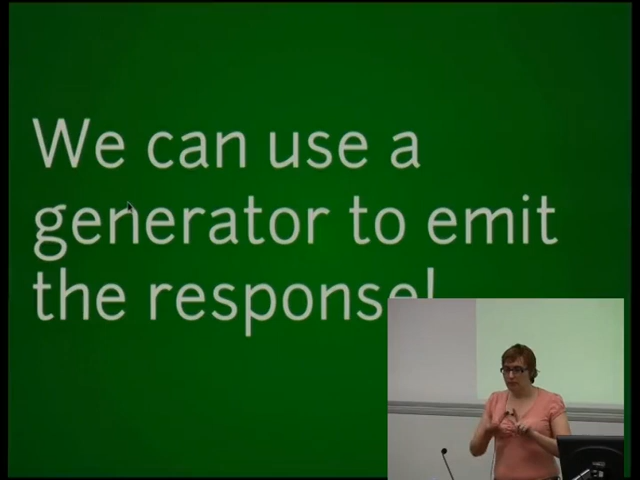 We can use a
generator to emit
the response!